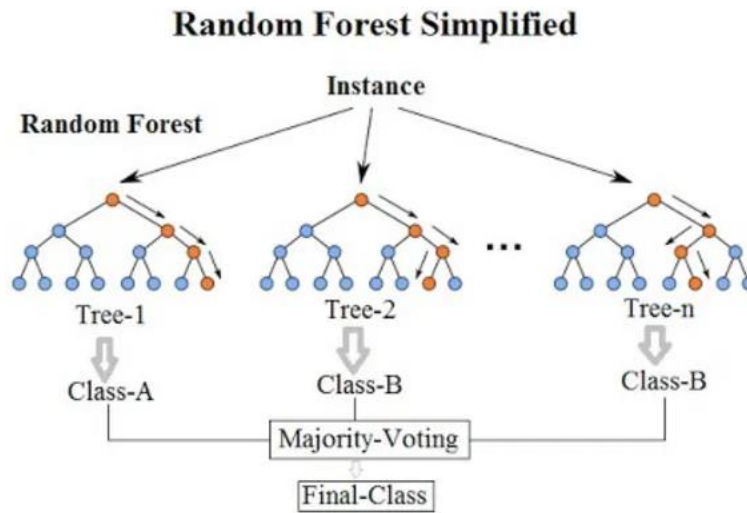 Random Forest Simplified
Instance
Random Forest
...
Tree-1
Tree-2
Tree-n
Class-A
Class-B
Class-B
Majority-Voting
Final-Class